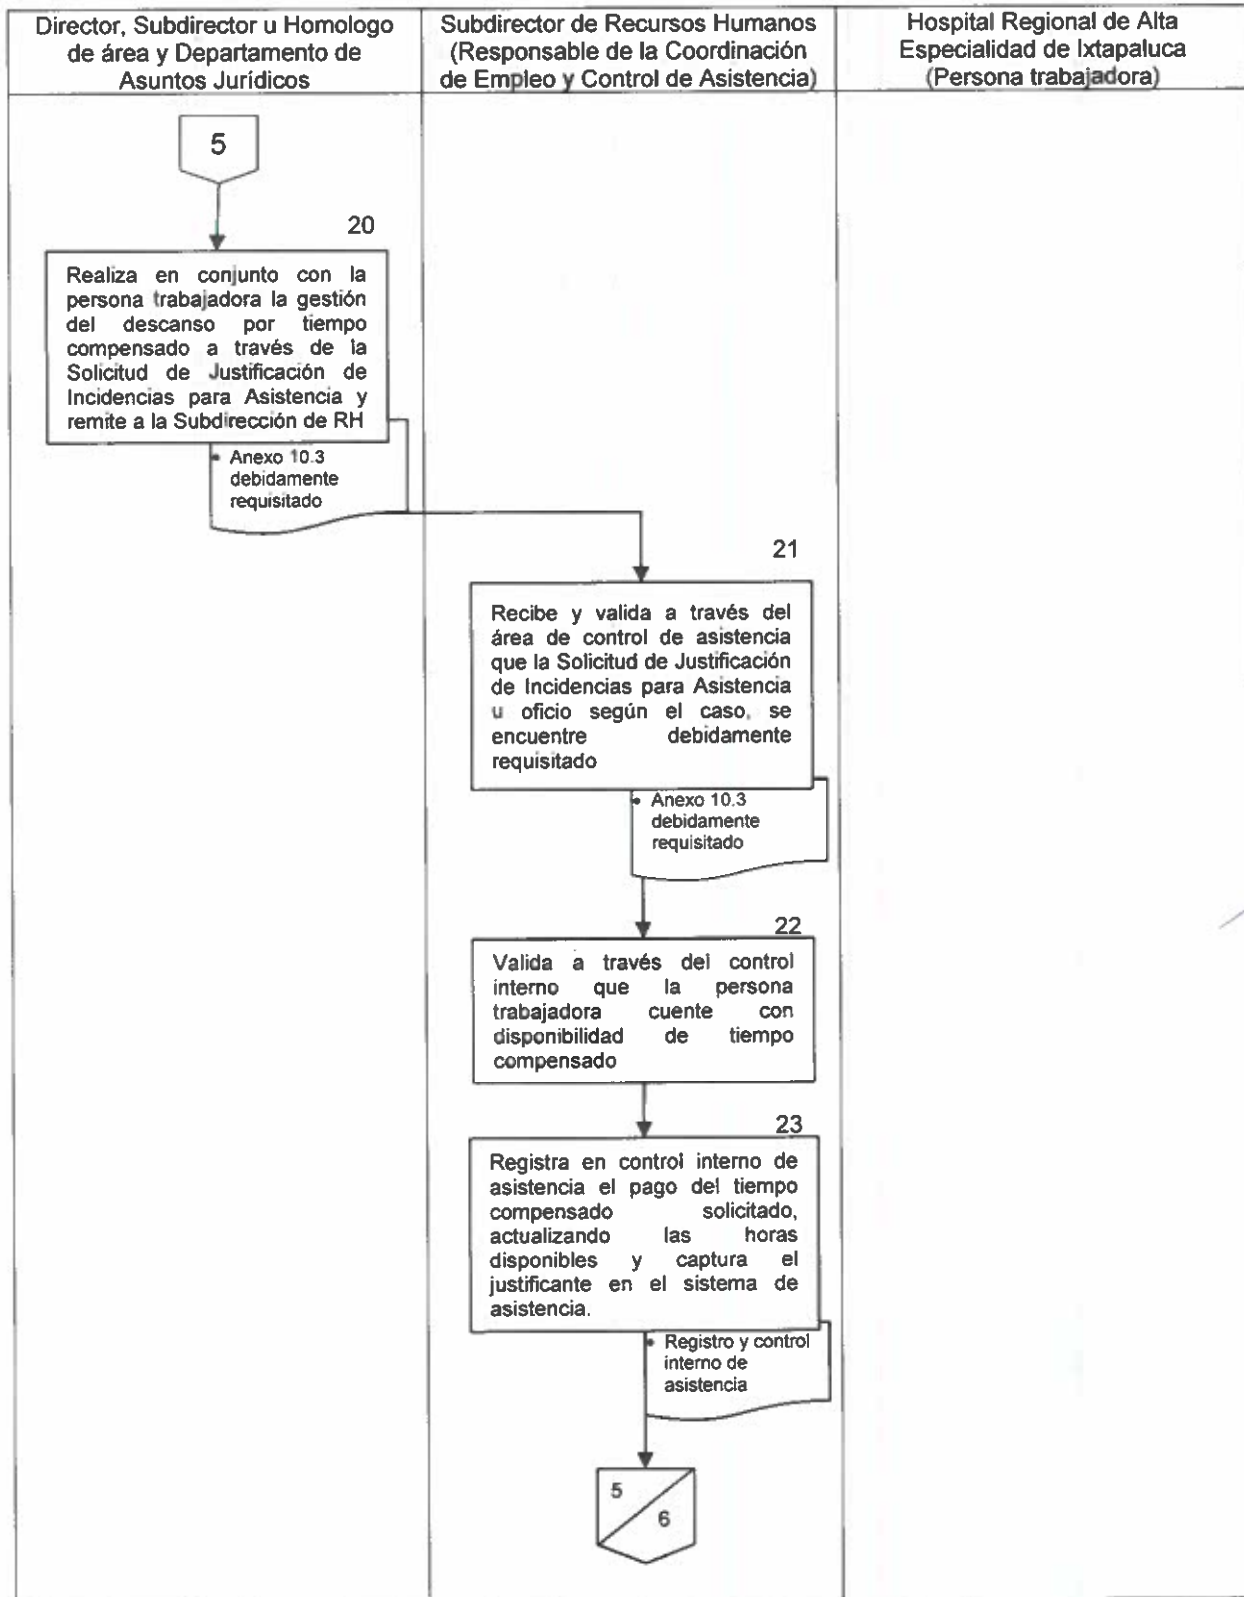 Director, Subdirector u Homologo
de área y Departamento de
Asuntos Jurídicos
Subdirector de Recursos Humanos
(Responsable de la Coordinación
de Empleo y Control de Asistencia)
Hospital Regional de Alta
Especialidad de Ixtapaluca
(Persona trabajadora)
5
20
Realiza en conjunto con la
persona trabajadora la gestión
del descanso por tiempo
compensado a través de la
Solicitud de Justificación de
Incidencias para Asistencia y
remite a la Subdirección de RH
• Anexo 10.3
debidamente
requisitado
21
Recibe y valida a través del
área de control de asistencia
que la Solicitud de Justificación
de Incidencias para Asistencia
u oficio según el caso, se
encuentre debidamente
requisitado
• Anexo 10.3
debidamente
requisitado
22
Valida a través del control
interno que la persona
trabajadora cuente con
disponibilidad de tiempo
compensado
23
Registra en control interno de
asistencia el pago del tiempo
compensado solicitado,
actualizando las horas
disponibles y captura el
justificante en el sistema de
asistencia.
• Registro y control
interno de
asistencia
5
6